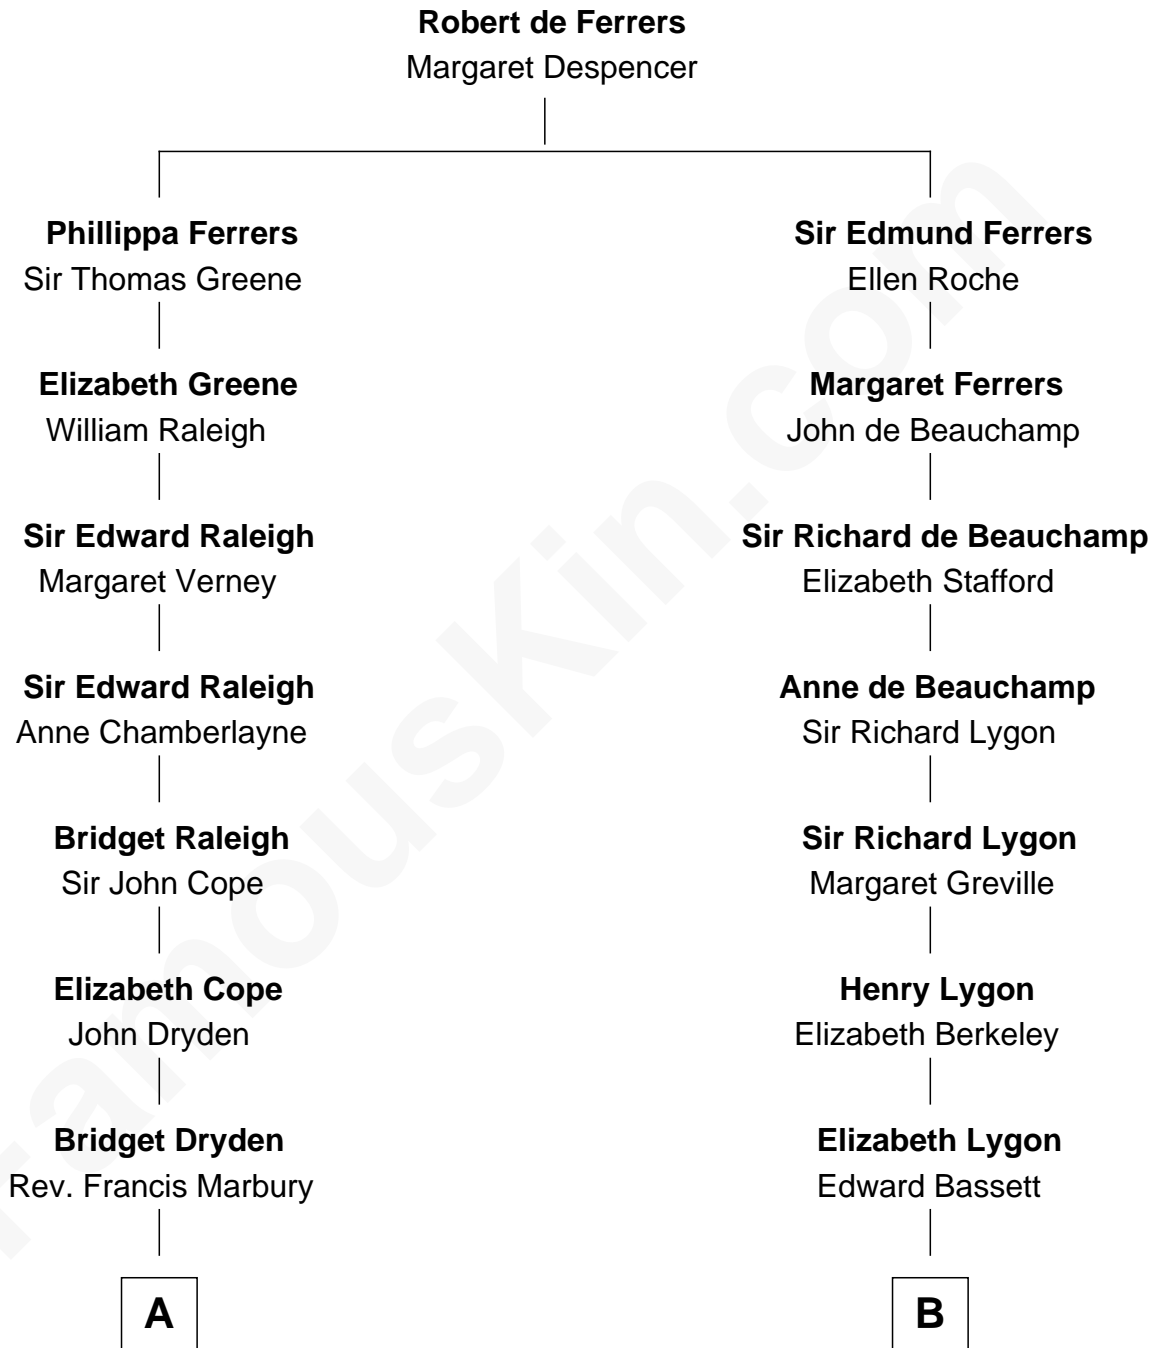 Robert de Ferrers
Margaret Despencer
Phillippa Ferrers
Sir Thomas Greene
Elizabeth Greene
William Raleigh
Sir Edward Raleigh
Margaret Verney
Sir Edward Raleigh
Anne Chamberlayne
Bridget Raleigh
Sir John Cope
Elizabeth Cope
John Dryden
Bridget Dryden
Rev. Francis Marbury
A
Sir Edmund Ferrers
Ellen Roche
Margaret Ferrers
John de Beauchamp
Sir Richard de Beauchamp
Elizabeth Stafford
Anne de Beauchamp
Sir Richard Lygon
Sir Richard Lygon
Margaret Greville
Henry Lygon
Elizabeth Berkeley
Elizabeth Lygon
Edward Bassett
B
FamousKin.com